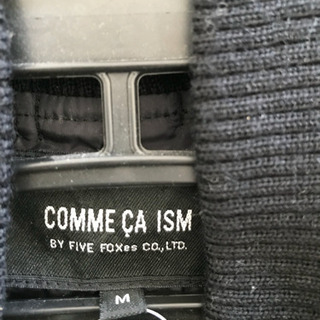 COMME ÇA ISM
BY FIVE FOXes CO., LTD.
M